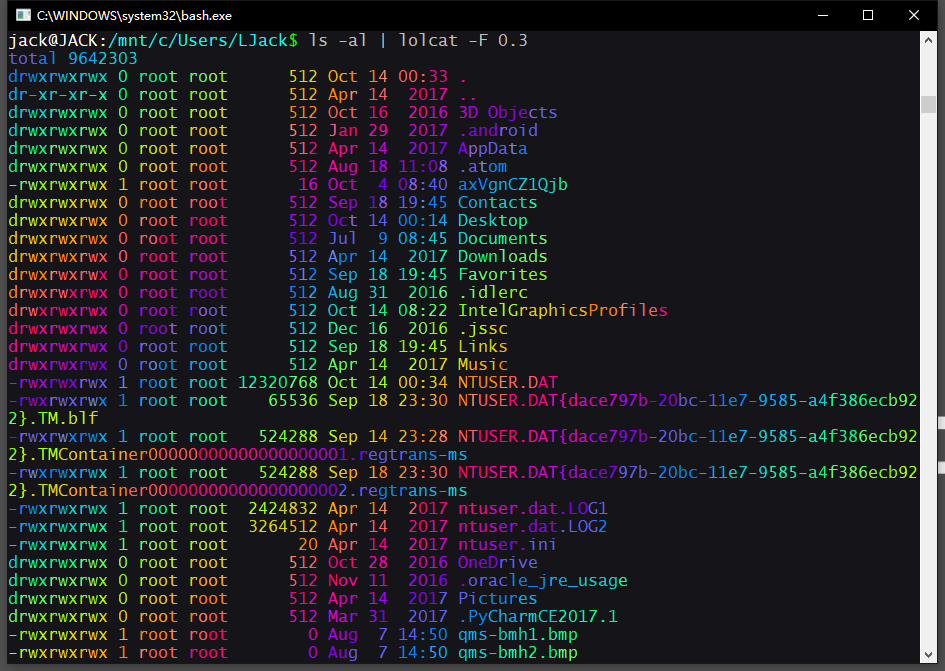 C:\WINDOWS\system32\bash.exe
jack@JACK:/mnt/c/Users/LJack$ ls -al | lolcat -F 0.3
total 9642303
drwxrwxrwx 0 root root      512 Oct 14 00:33 .
dr-xr-xr-x 0 root root      512 Apr 14  2017 ..
drwxrwxrwx 0 root root      512 Oct 16  2016 3D Objects
drwxrwxrwx 0 root root      512 Jan 29  2017 .android
drwxrwxrwx 0 root root      512 Apr 14  2017 AppData
drwxrwxrwx 0 root root      512 Aug 18 11:08 .atom
-rwxrwxrwx 1 root root       16 Oct  4 08:40 axVgnCZ1Qjb
drwxrwxrwx 0 root root      512 Sep 18 19:45 Contacts
drwxrwxrwx 0 root root      512 Oct 14 00:14 Desktop
drwxrwxrwx 0 root root      512 Jul  9 08:45 Documents
drwxrwxrwx 0 root root      512 Apr 14  2017 Downloads
drwxrwxrwx 0 root root      512 Sep 18 19:45 Favorites
drwxrwxrwx 0 root root      512 Aug 31  2016 .idlerc
drwxrwxrwx 0 root root      512 Oct 14 08:22 IntelGraphicsProfiles
drwxrwxrwx 0 root root      512 Dec 16  2016 .jssc
drwxrwxrwx 0 root root      512 Sep 18 19:45 Links
drwxrwxrwx 0 root root      512 Apr 14  2017 Music
-rwxrwxrwx 1 root root 12320768 Oct 14 00:34 NTUSER.DAT
-rwxrwxrwx 1 root root    65536 Sep 18 23:30 NTUSER.DAT{dace797b-20bc-11e7-9585-a4f386ecb92
2}.TM.blf
-rwxrwxrwx 1 root root   524288 Sep 14 23:28 NTUSER.DAT{dace797b-20bc-11e7-9585-a4f386ecb92
2}.TMContainer00000000000000000001.regtrans-ms
-rwxrwxrwx 1 root root   524288 Sep 18 23:30 NTUSER.DAT{dace797b-20bc-11e7-9585-a4f386ecb92
2}.TMContainer00000000000000000002.regtrans-ms
-rwxrwxrwx 1 root root  2424832 Apr 14  2017 ntuser.dat.LOG1
-rwxrwxrwx 1 root root  3264512 Apr 14  2017 ntuser.dat.LOG2
-rwxrwxrwx 1 root root       20 Apr 14  2017 ntuser.ini
drwxrwxrwx 0 root root      512 Oct 28  2016 OneDrive
drwxrwxrwx 0 root root      512 Nov 11  2016 .oracle_jre_usage
drwxrwxrwx 0 root root      512 Apr 14  2017 Pictures
drwxrwxrwx 0 root root      512 Mar 31  2017 .PyCharmCE2017.1
-rwxrwxrwx 1 root root        0 Aug  7 14:50 qms-bmh1.bmp
-rwxrwxrwx 1 root root        0 Aug  7 14:50 qms-bmh2.bmp